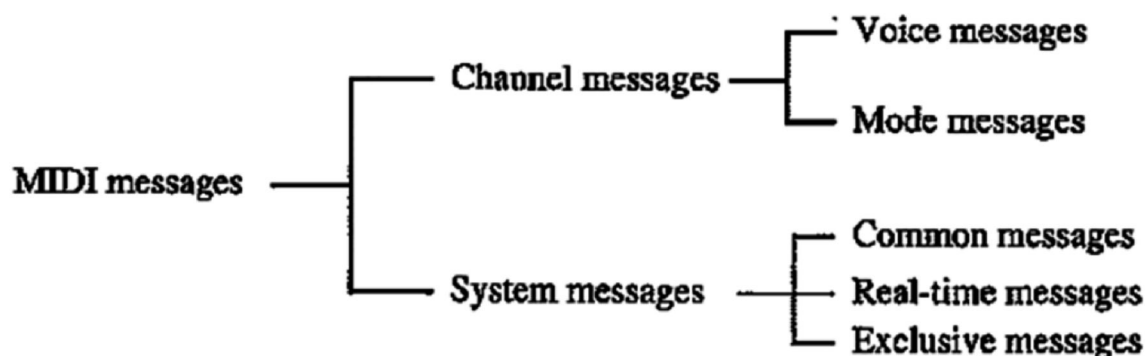 Voice messages
Channel messages
Mode messages
MIDI messages
Common messages
System messages
Real-time messages
Exclusive messages